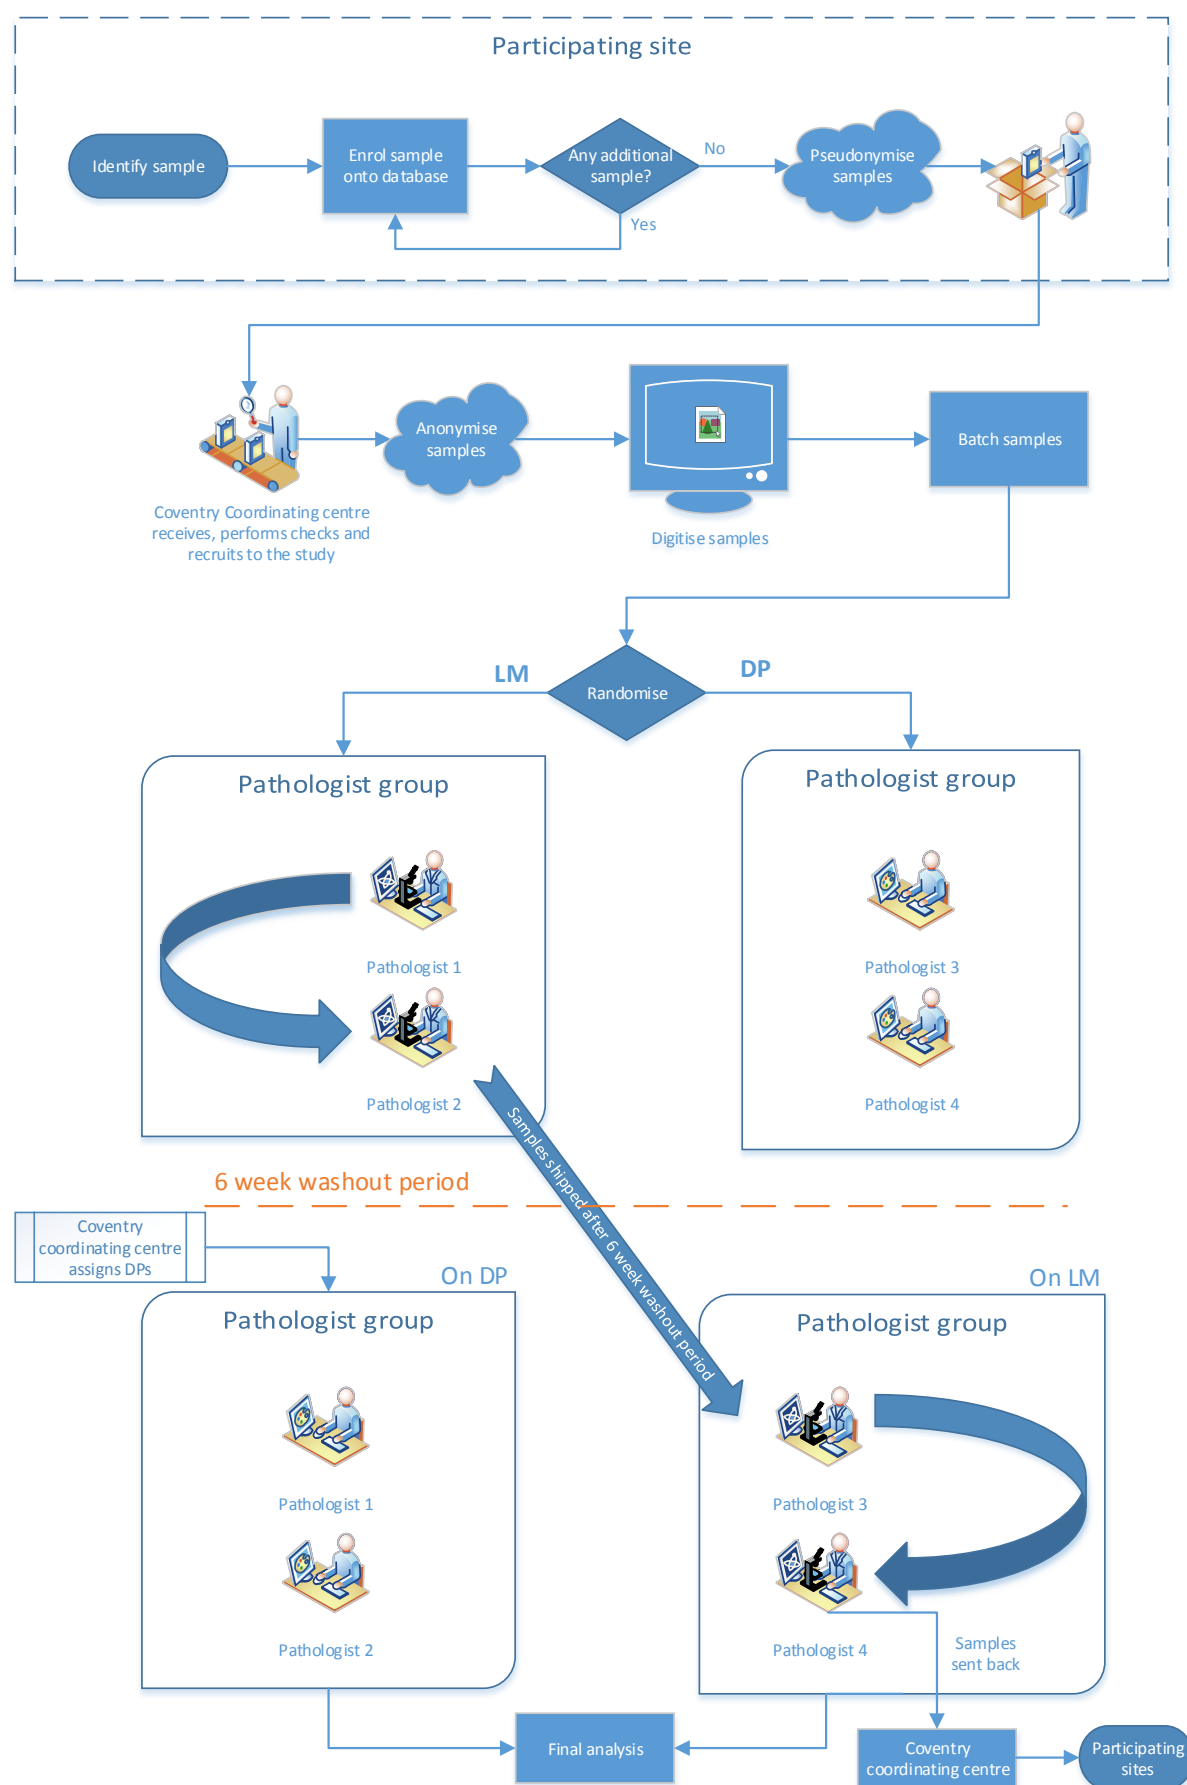 Participating site
Identify sample
Enrol sample
onto database
Any additional
sample?
No
Yes
Pseudonymise
samples
Coventry Coordinating centre
receives, performs checks and
recruits to the study
Anonymise
samples
Digitise samples
Batch samples
LM
Randomise
DP
Pathologist group
Pathologist 1
Pathologist 2
Pathologist group
Pathologist 3
Pathologist 4
Samples shipped after 6 week washout period
6 week washout period
Coventry
coordinating centre
assigns DPs
On DP
Pathologist group
Pathologist 1
Pathologist 2
On LM
Pathologist group
Pathologist 3
Pathologist 4
Samples
sent back
Final analysis
Coventry
coordinating centre
Participating
sites